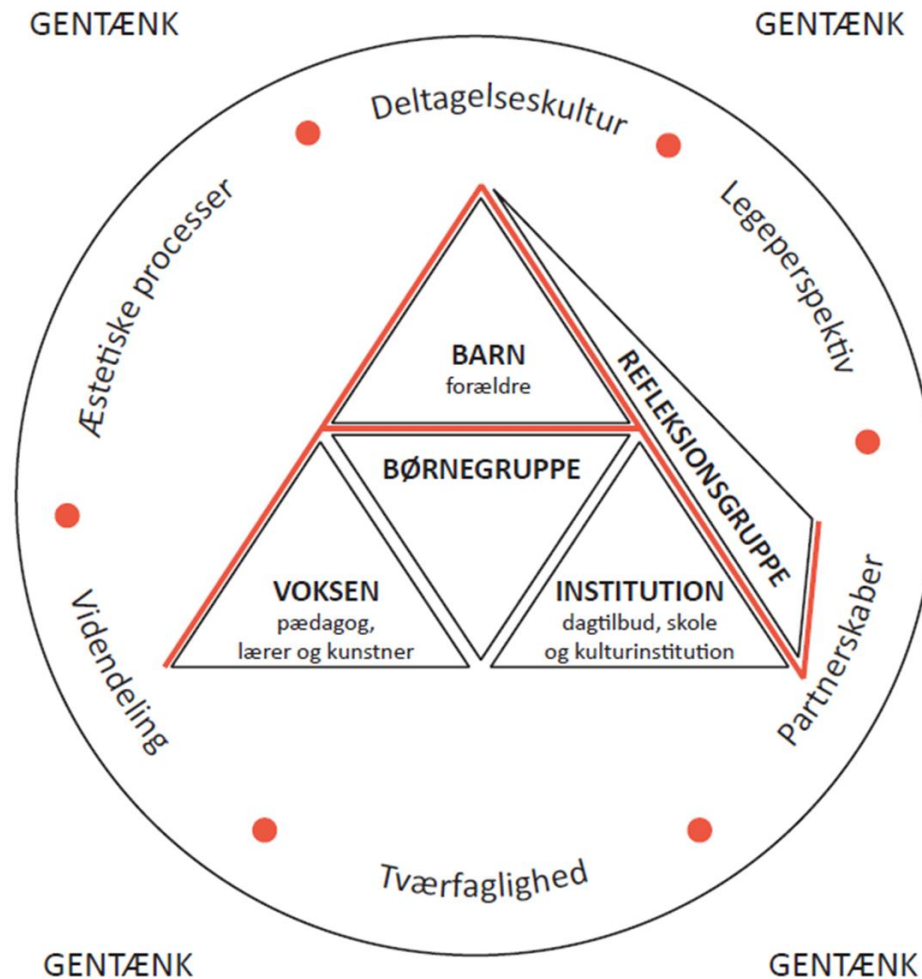 GENTÆNK
GENTÆNK
Deltagelseskultur
Legeperspektiv
Partnerskaber
Tværfaglighed
Videndeling
Æstetiske processer
BARN
forældre
REFLEKSIONSGRUPPE
BØRNEGRUPPE
VOKSEN
pædagog,
lærer og kunstner
INSTITUTION
dagtilbud, skole
og kulturinstitution
GENTÆNK
GENTÆNK